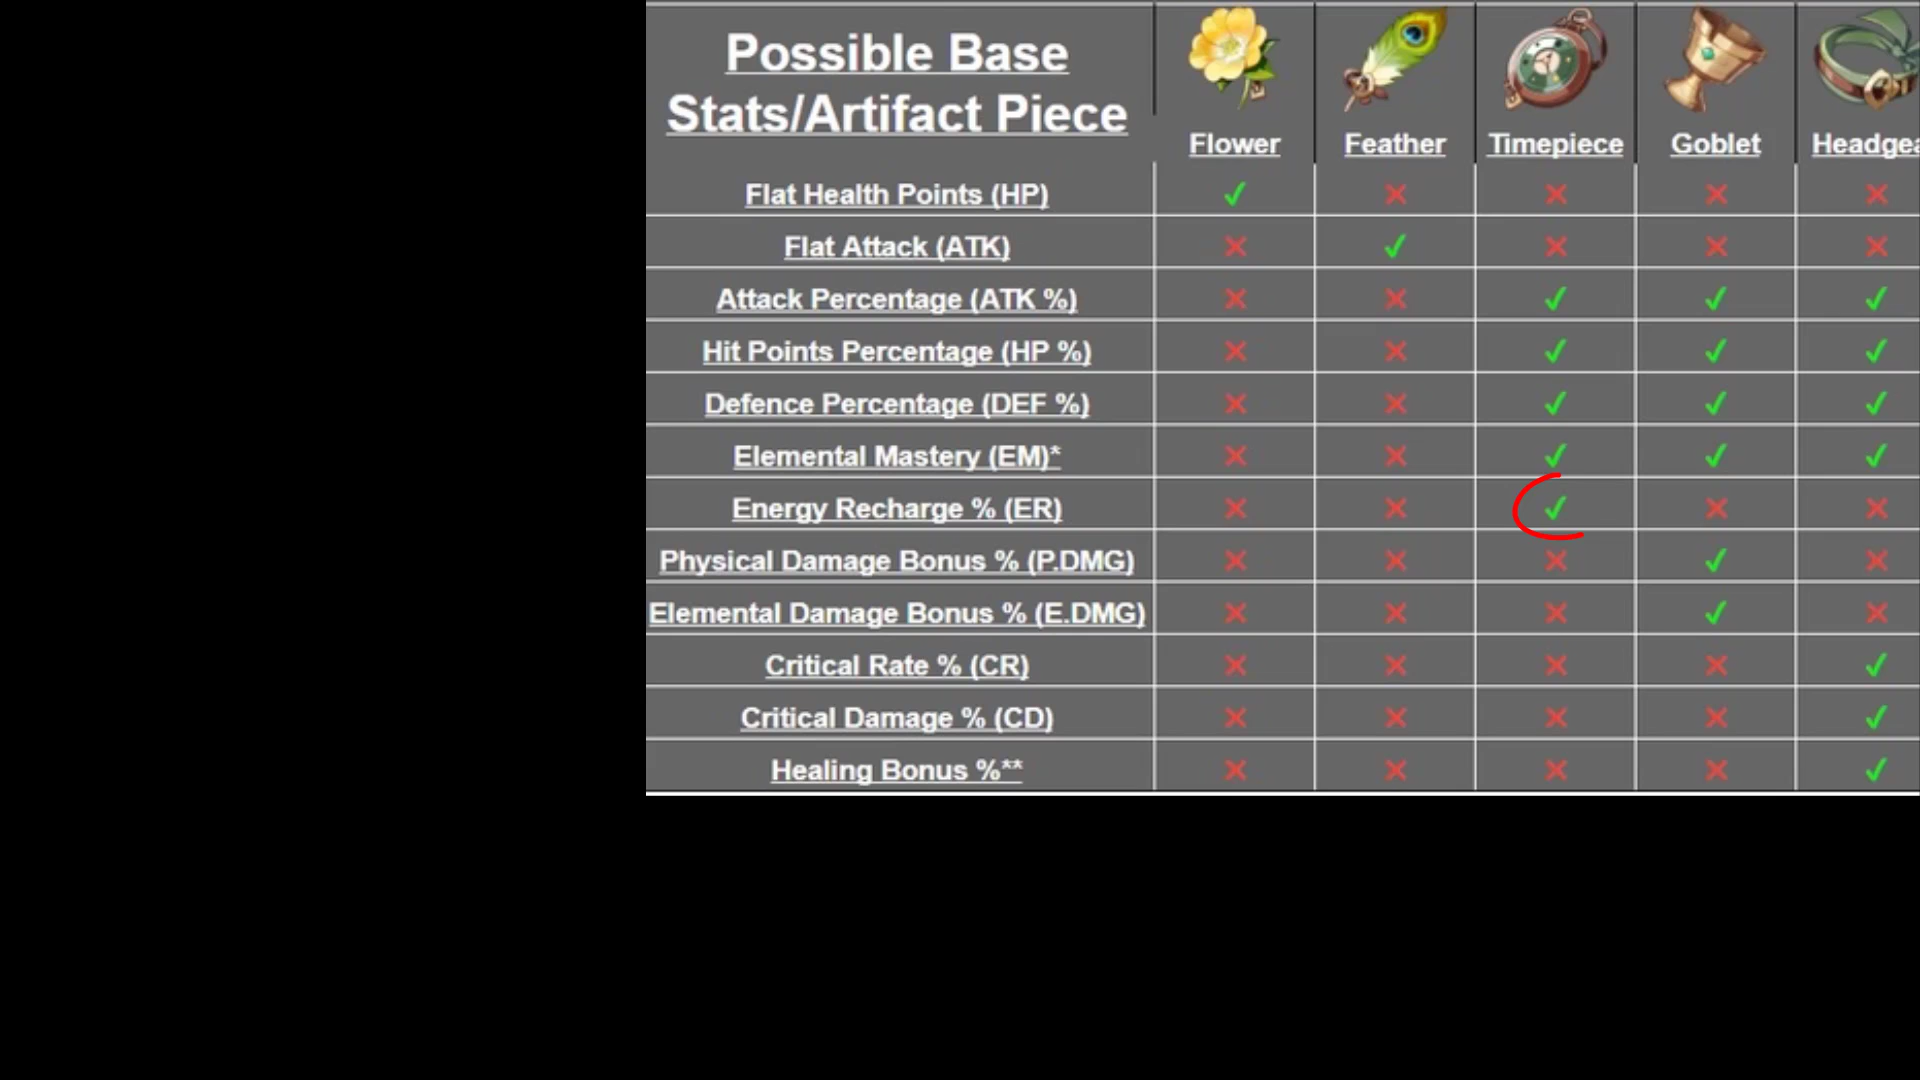 Possible Base
Stats/Artifact Piece
Flower
Feather
Timepiece
Goblet
Headgea
Flat Health Points (HP)
Flat Attack (ATK)
Attack Percentage (ATK %)
Hit Points Percentage (HP %)
Defence Percentage (DEF %)
Elemental Mastery (EM)*
Energy Recharge % (ER)
Physical Damage Bonus % (P.DMG)
Elemental Damage Bonus % (E.DMG)
Critical Rate % (CR)
Critical Damage % (CD)
Healing Bonus %**